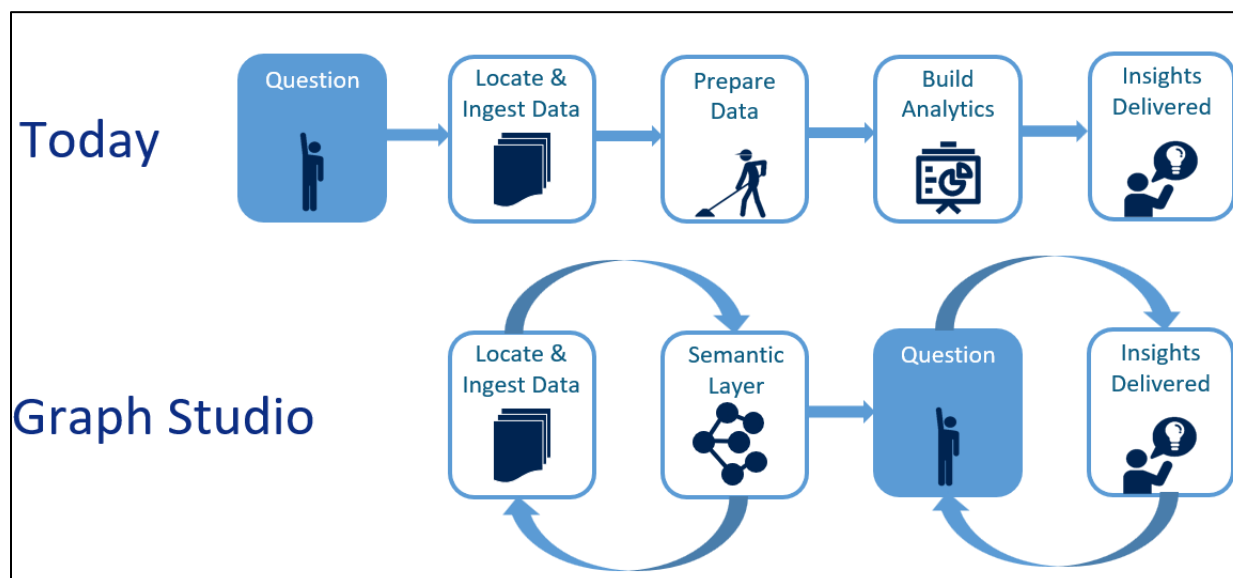 Today
Question
Locate &
Ingest Data
Prepare
Data
Build
Analytics
Insights
Delivered
Graph Studio
Locate &
Ingest Data
Semantic
Layer
Question
Insights
Delivered